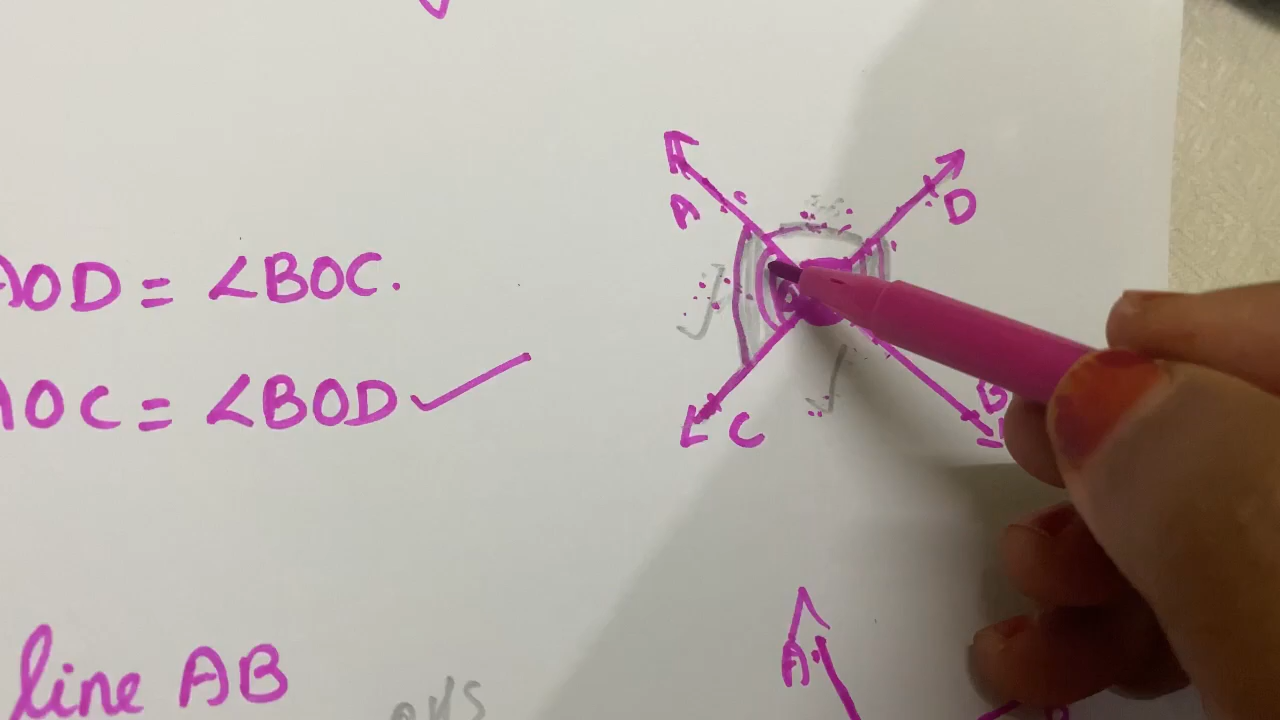 AOD = ∠BOC.
AOC = ∠BOD
line AB
A
D
C
B
A